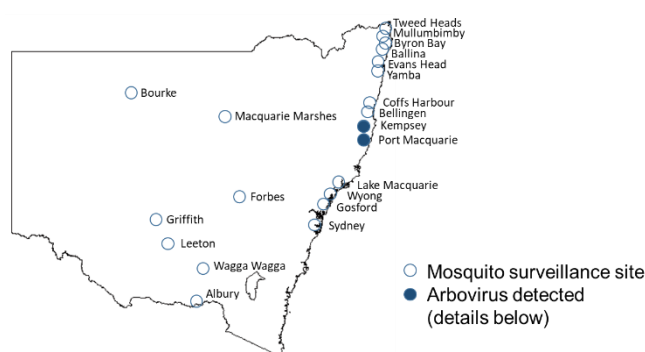 Tweed Heads
Mullumbimby
Byron Bay
Ballina
Evans Head
Yamba
Bourke
Coffs Harbour
Macquarie Marshes
Bellingen
Kempsey
Port Macquarie
Lake Macquarie
Forbes
Wyong
Gosford
Griffith
Sydney
Leeton
Wagga Wagga
Albury
Mosquito surveillance site
Arbovirus detected
(details below)